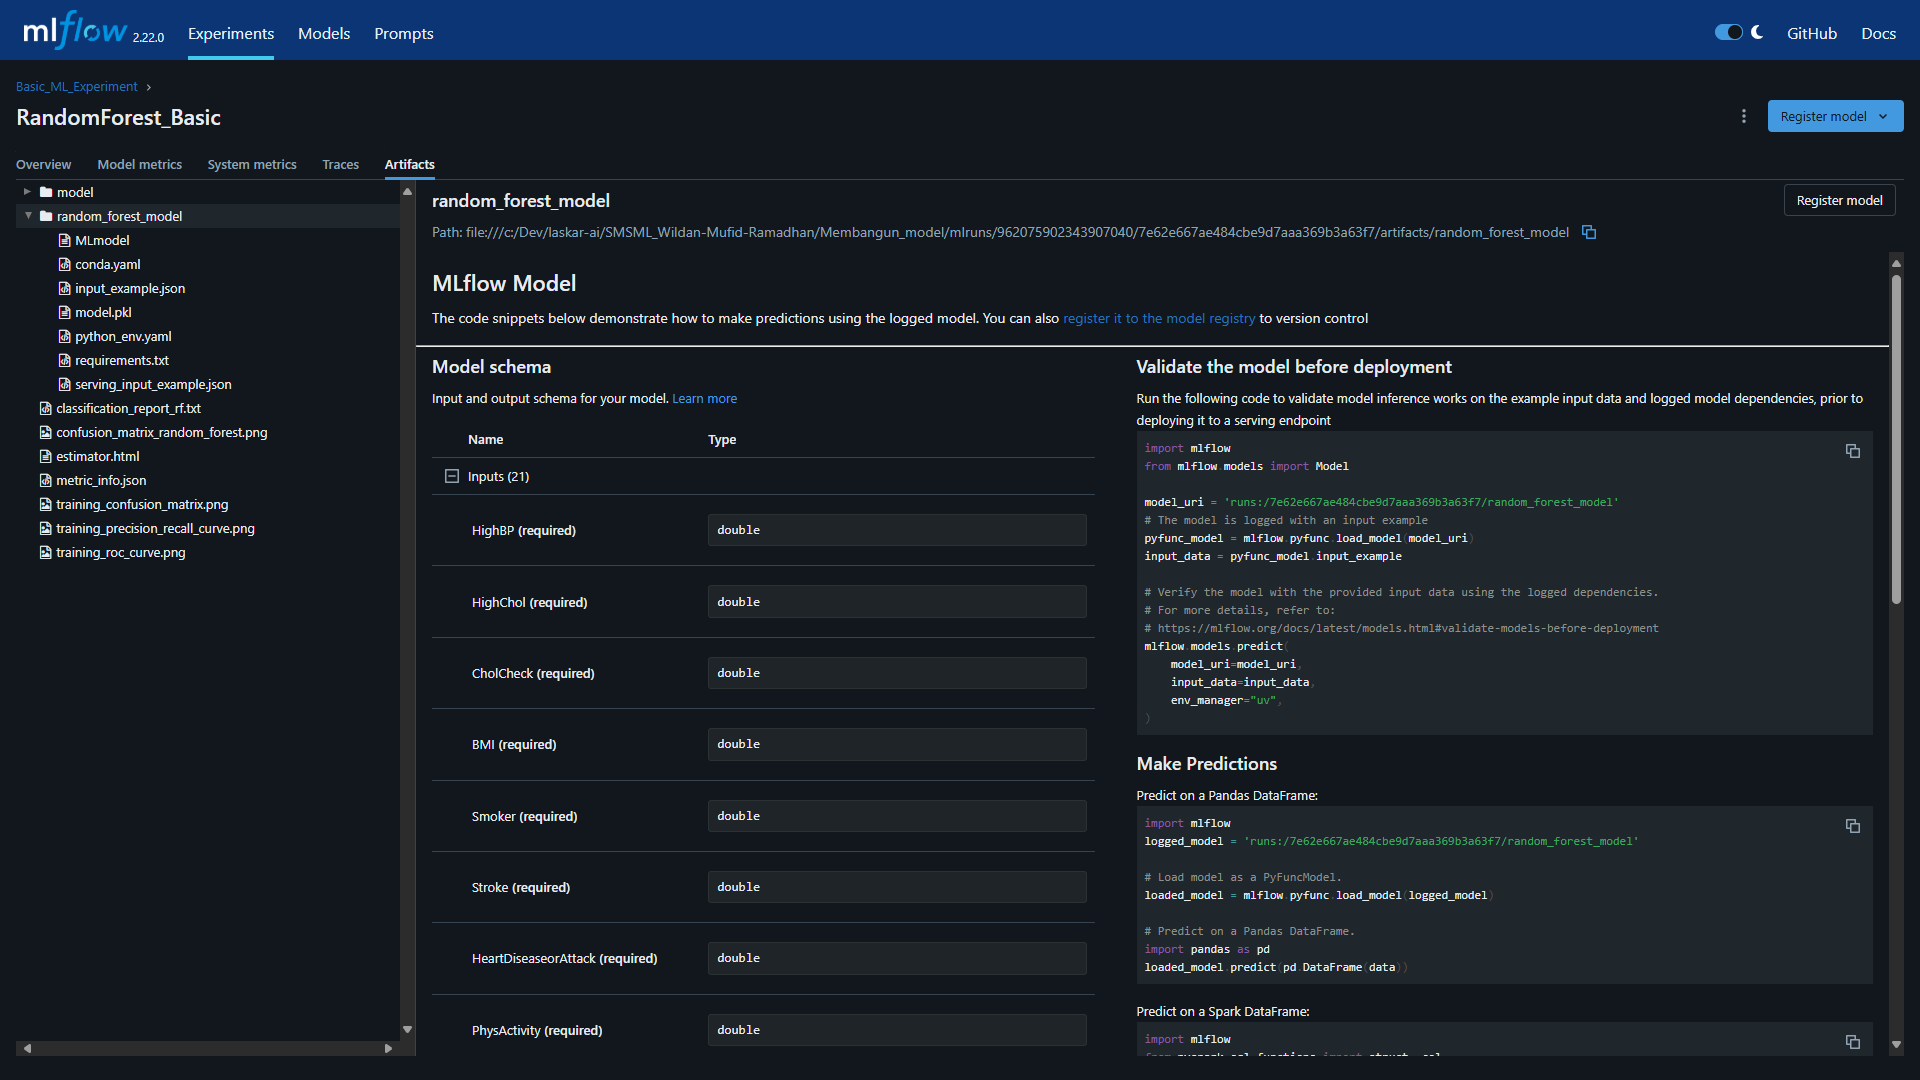 mlflow 2.22.0 Experiments Models Prompts GitHub Docs
Basic_ML_Experiment
RandomForest_Basic
Register model
Overview Model metrics System metrics Traces Artifacts
model
random_forest_model
MLmodel
conda.yaml
input_example.json
model.pkl
python_env.yaml
requirements.txt
serving_input_example.json
classification_report_rf.txt
confusion_matrix_random_forest.png
estimator.html
metric_info.json
training_confusion_matrix.png
training_precision_recall_curve.png
training_roc_curve.png
random_forest_model
Register model
Path: file:///c:/Dev/laskar-ai/SMSML_Wildan-Mufid-Ramadhan/Membangun_model/mlruns/962075902343907040/7e62e667ae484cbe9d7aaa369b3a63f7/artifacts/random_forest_model
MLflow Model
The code snippets below demonstrate how to make predictions using the logged model. You can also register it to the model registry to version control
Model schema
Input and output schema for your model. Learn more
Name Type
Inputs (21)
HighBP (required) double
HighChol (required) double
CholCheck (required) double
BMI (required) double
Smoker (required) double
Stroke (required) double
HeartDiseaseorAttack (required) double
PhysActivity (required) double
Validate the model before deployment
Run the following code to validate model inference works on the example input data and logged model dependencies, prior to
deploying it to a serving endpoint
import mlflow
from mlflow.models import Model
model_uri = 'runs:/7e62e667ae484cbe9d7aaa369b3a63f7/random_forest_model'
# The model is logged with an input example
pyfunc_model = mlflow.pyfunc.load_model(model_uri)
input_data = pyfunc_model.input_example
# Verify the model with the provided input data using the logged dependencies.
# For more details, refer to:
# https://mlflow.org/docs/latest/models.html#validate-models-before-deployment
mlflow.models.predict(
model_uri=model_uri,
input_data=input_data,
env_manager="uv",
)
Make Predictions
Predict on a Pandas DataFrame:
import mlflow
logged_model = 'runs:/7e62e667ae484cbe9d7aaa369b3a63f7/random_forest_model'
# Load model as a PyFuncModel.
loaded_model = mlflow.pyfunc.load_model(logged_model)
# Predict on a Pandas DataFrame.
import pandas as pd
loaded_model.predict(pd.DataFrame(data))
Predict on a Spark DataFrame:
import mlflow